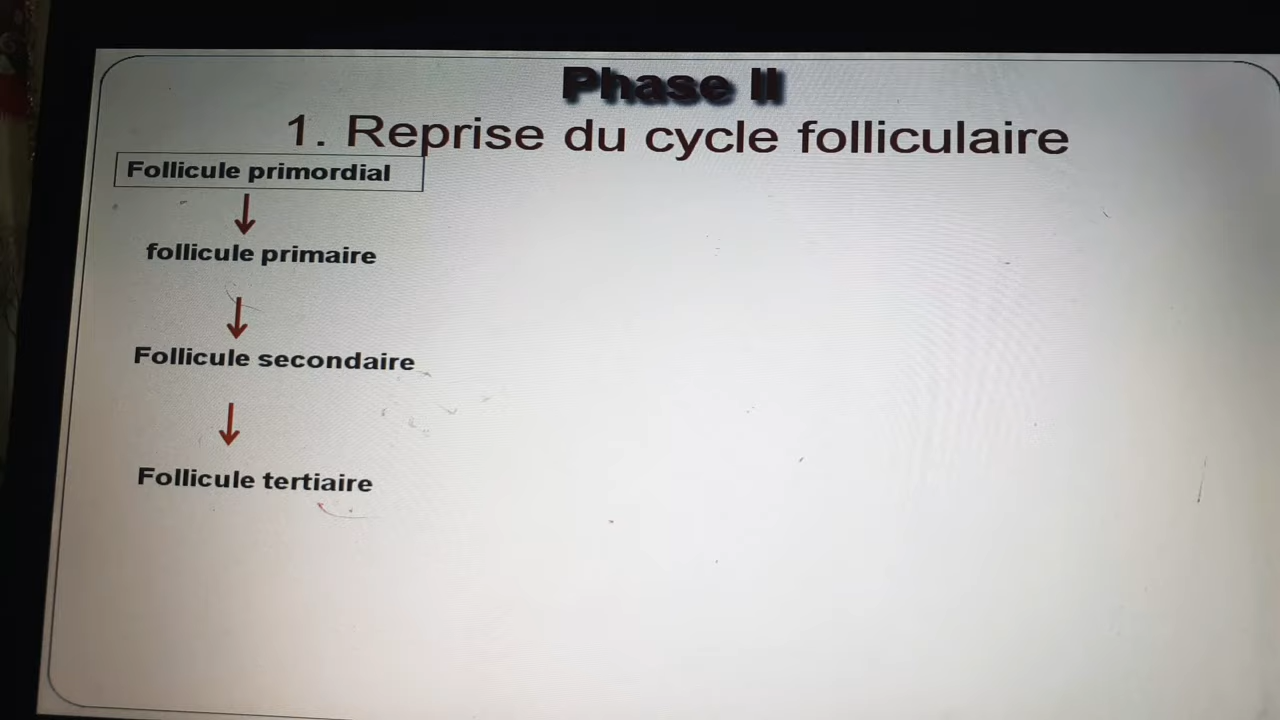 Phase II
1. Reprise du cycle folliculaire
Follicule primordial
follicule primaire
Follicule secondaire
Follicule tertiaire